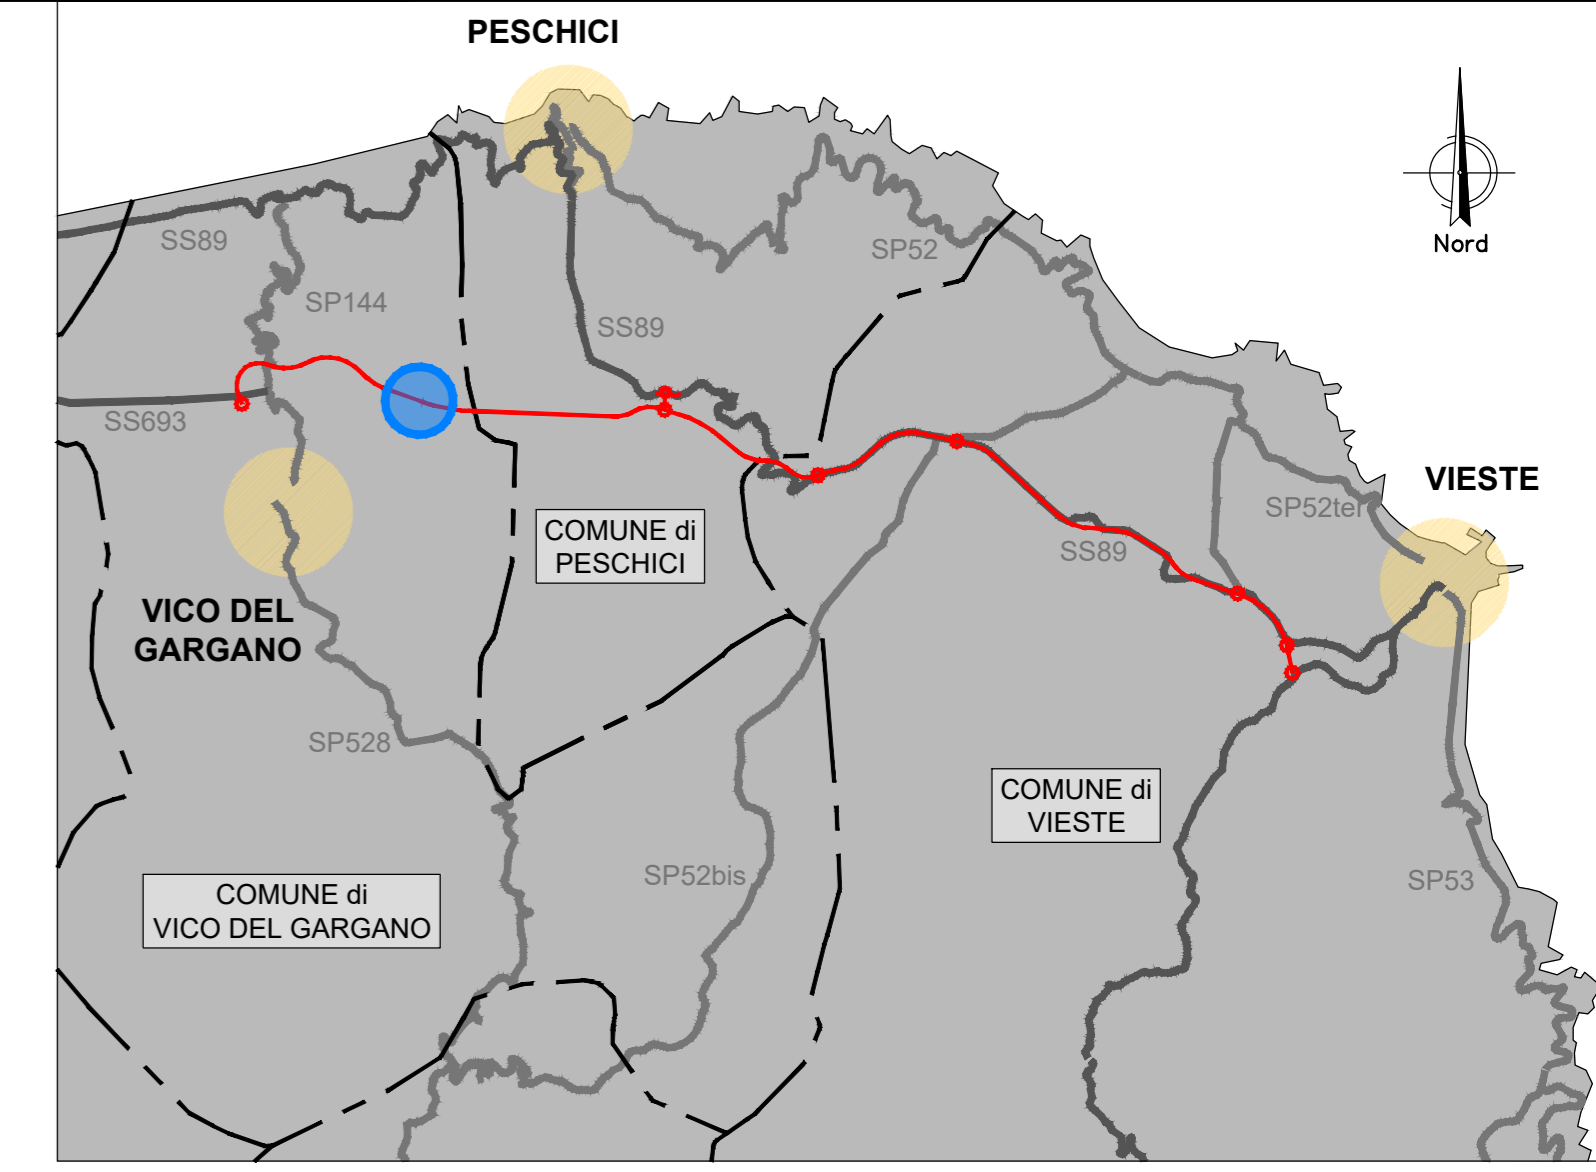 PESCHICI
Nord
SS89
SP52
SP144
SS89
SS693
VIESTE
SP52ter
COMUNE di
PESCHICI
SS89
VICO DEL
GARGANO
SP528
COMUNE di
VIESTE
SP52bis
SP53
COMUNE di
VICO DEL GARGANO